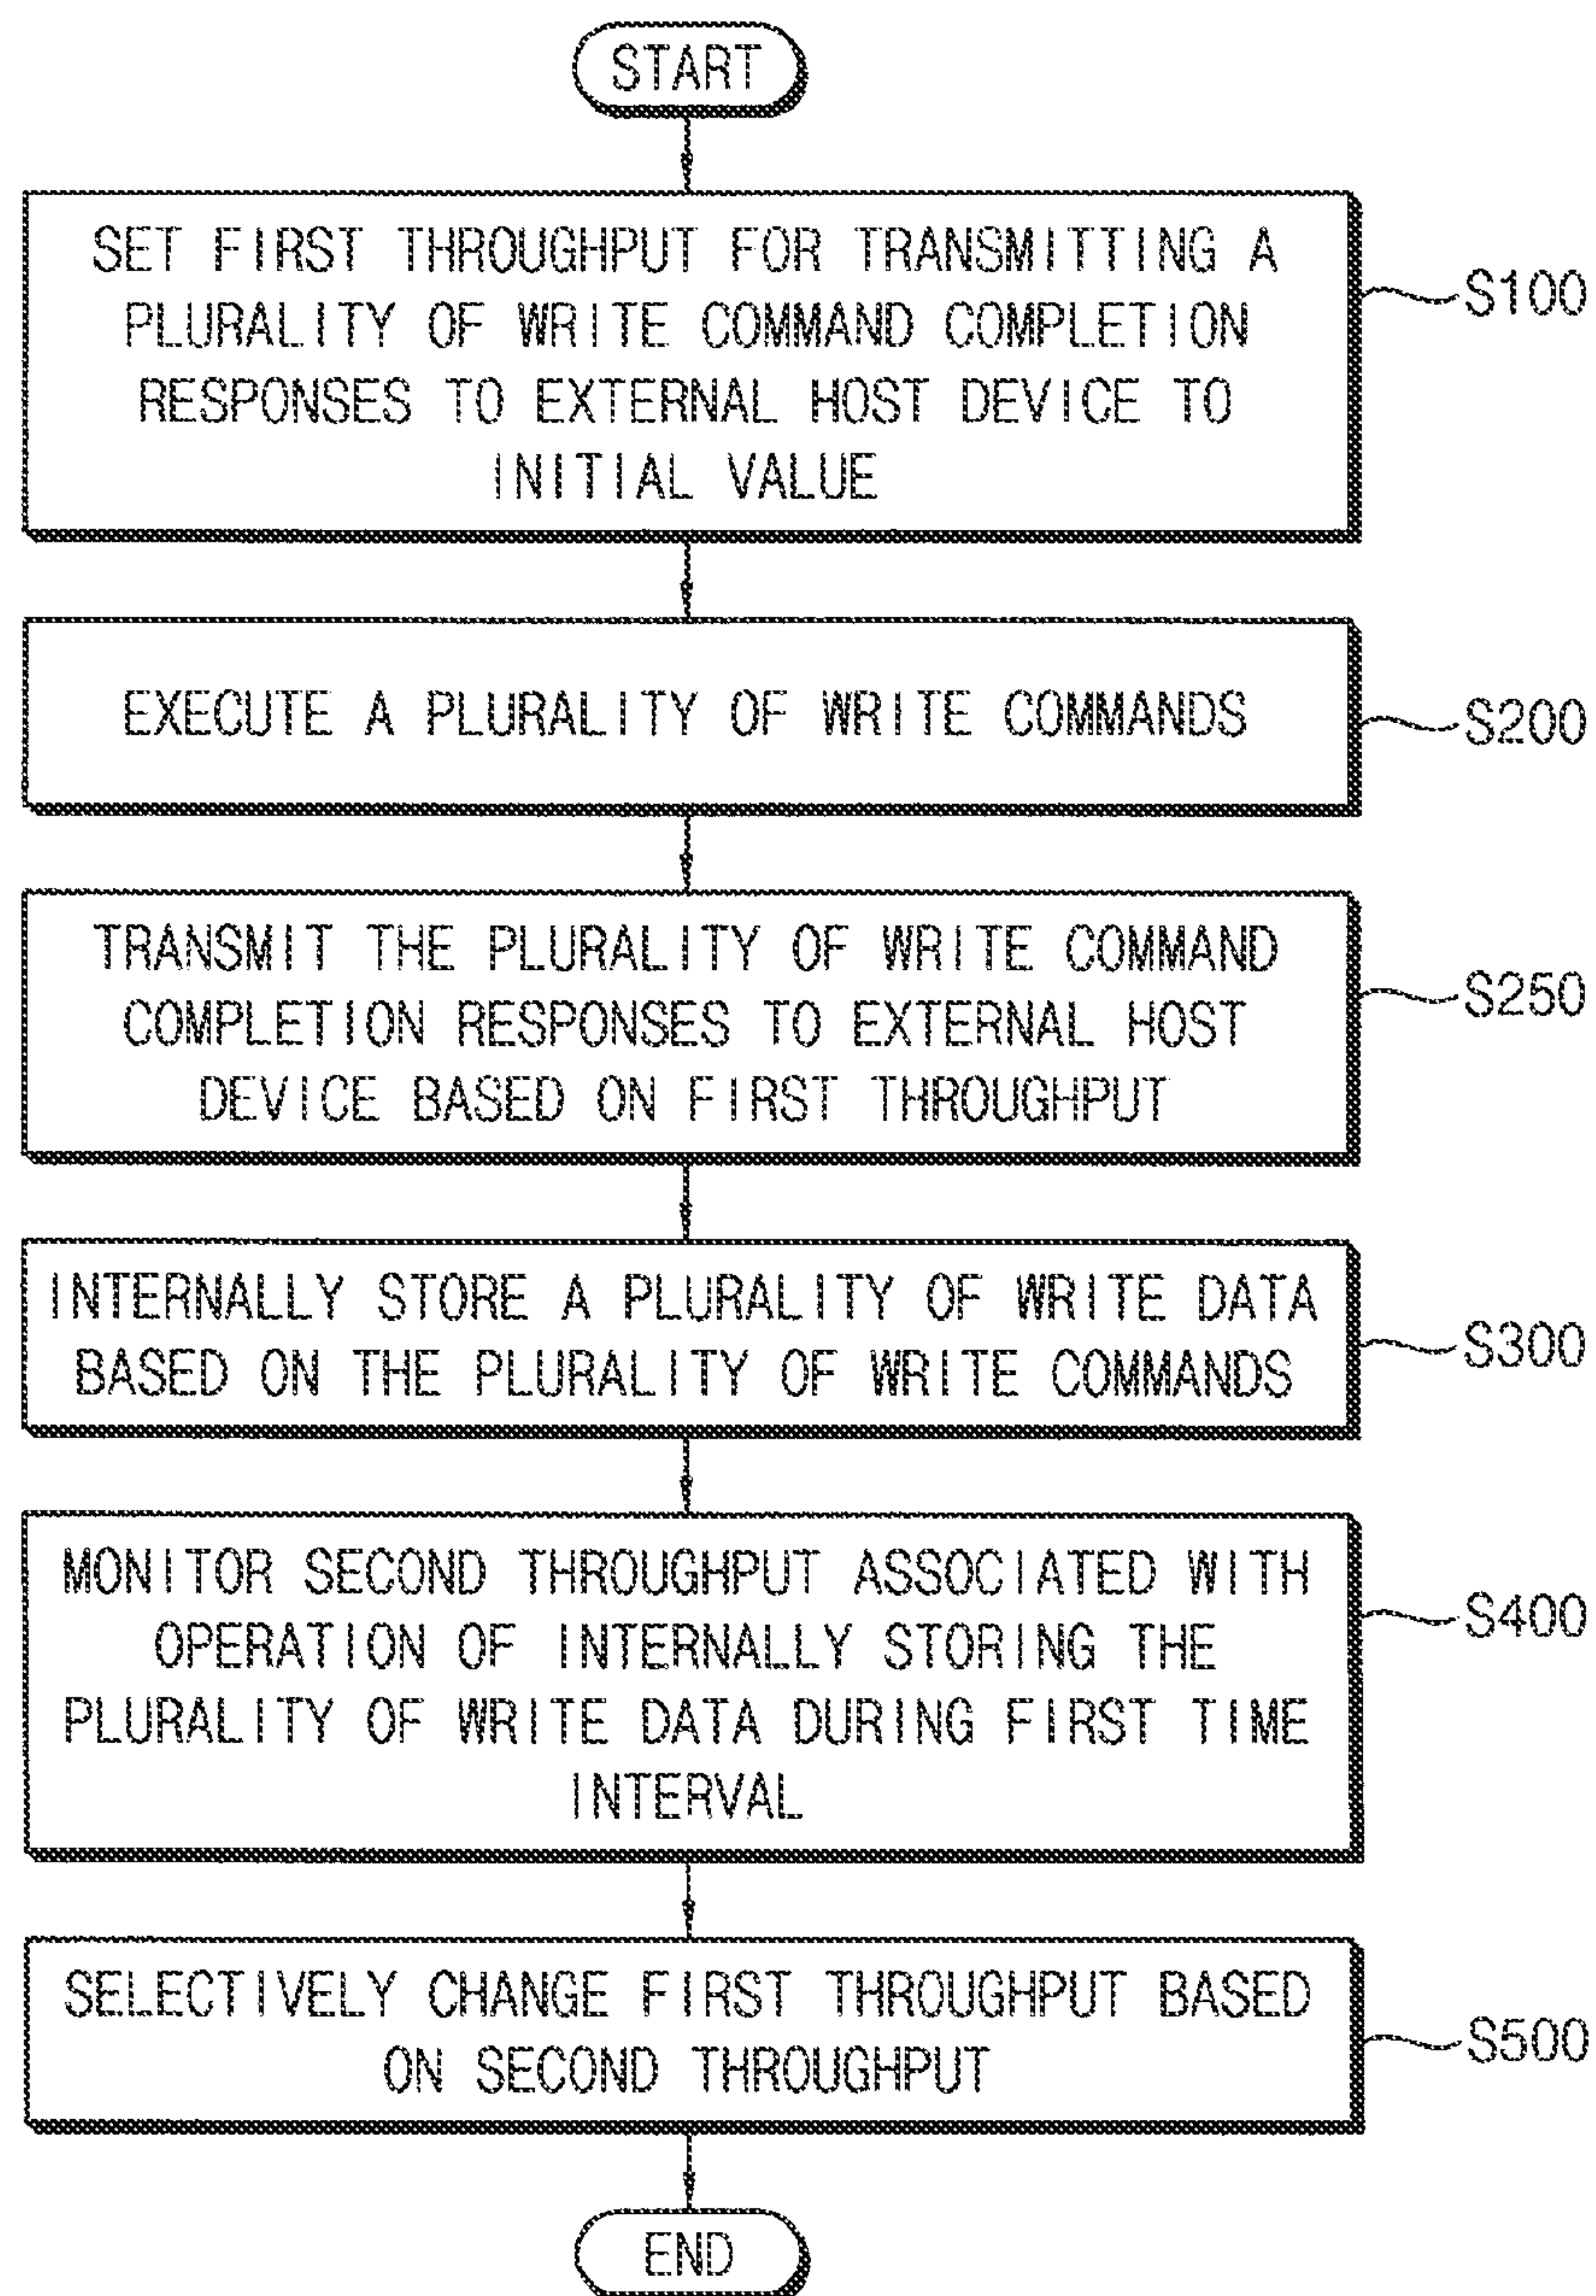 START
SET FIRST THROUGHPUT FOR TRANSMITTING A
PLURALITY OF WRITE COMMAND COMPLETION
RESPONSES TO EXTERNAL HOST DEVICE TO
INITIAL VALUE
S100
EXECUTE A PLURALITY OF WRITE COMMANDS
S200
TRANSMIT THE PLURALITY OF WRITE COMMAND
COMPLETION RESPONSES TO EXTERNAL HOST
DEVICE BASED ON FIRST THROUGHPUT
S250
INTERNALLY STORE A PLURALITY OF WRITE DATA
BASED ON THE PLURALITY OF WRITE COMMANDS
S300
MONITOR SECOND THROUGHPUT ASSOCIATED WITH
OPERATION OF INTERNALLY STORING THE
PLURALITY OF WRITE DATA DURING FIRST TIME
INTERVAL
S400
SELECTIVELY CHANGE FIRST THROUGHPUT BASED
ON SECOND THROUGHPUT
S500
END